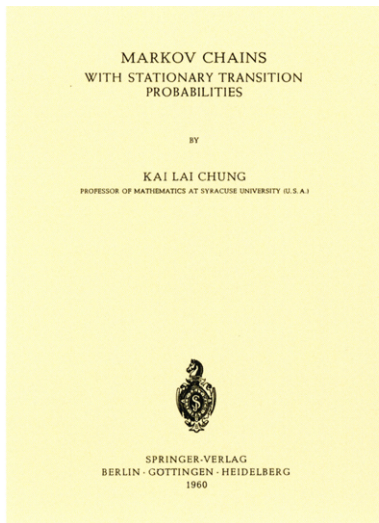 MARKOV CHAINS
WITH STATIONARY TRANSITION
PROBABILITIES
BY
KAI LAI CHUNG
PROFESSOR OF MATHEMATICS AT SYRACUSE UNIVERSITY (U.S.A.)
S
SPRINGER-VERLAG
BERLIN · GÖTTINGEN · HEIDELBERG
1960